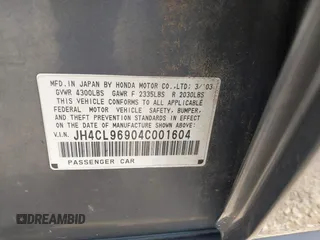 MFD. IN JAPAN BY HONDA MOTOR CO.,LTD: 3/'03
GVWR 4300LBS GAWR F 2335LBS R 2030LBS
THIS VEHICLE CONFORMS TO ALL APPLICABLE
FEDERAL MOTOR VEHICLE SAFETY, BUMPER,
AND THEFT PREVENTION STANDARDS IN EFFECT
ON THE DATE OF MANUFACTURE SHOWN ABOVE.
V.I.N. JH4CL96904C001604
PASSENGER CAR
DREAMBID